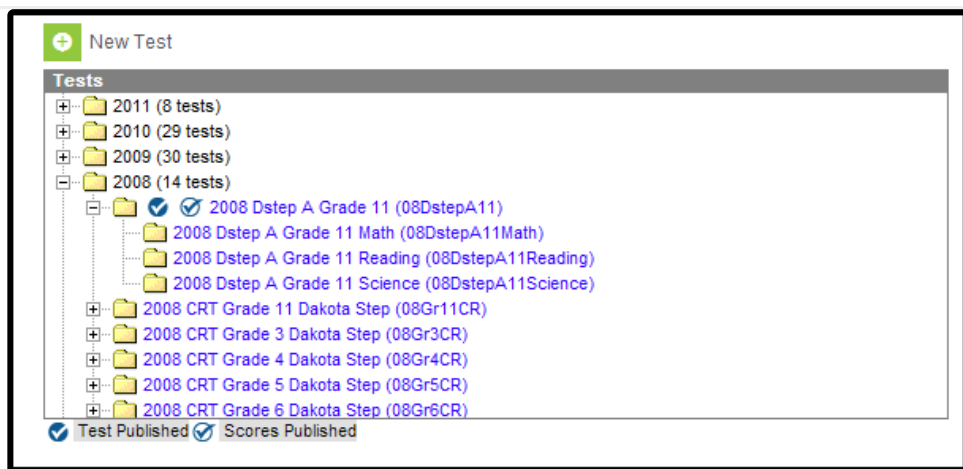 New Test
Tests
2011 (8 tests)
2010 (29 tests)
2009 (30 tests)
2008 (14 tests)
2008 Dstep A Grade 11 (08DstepA11)
2008 Dstep A Grade 11 Math (08DstepA11Math)
2008 Dstep A Grade 11 Reading (08DstepA11Reading)
2008 Dstep A Grade 11 Science (08DstepA11Science)
2008 CRT Grade 11 Dakota Step (08Gr11CR)
2008 CRT Grade 3 Dakota Step (08Gr3CR)
2008 CRT Grade 4 Dakota Step (08Gr4CR)
2008 CRT Grade 5 Dakota Step (08Gr5CR)
2008 CRT Grade 6 Dakota Step (08Gr6CR)
Test Published Scores Published